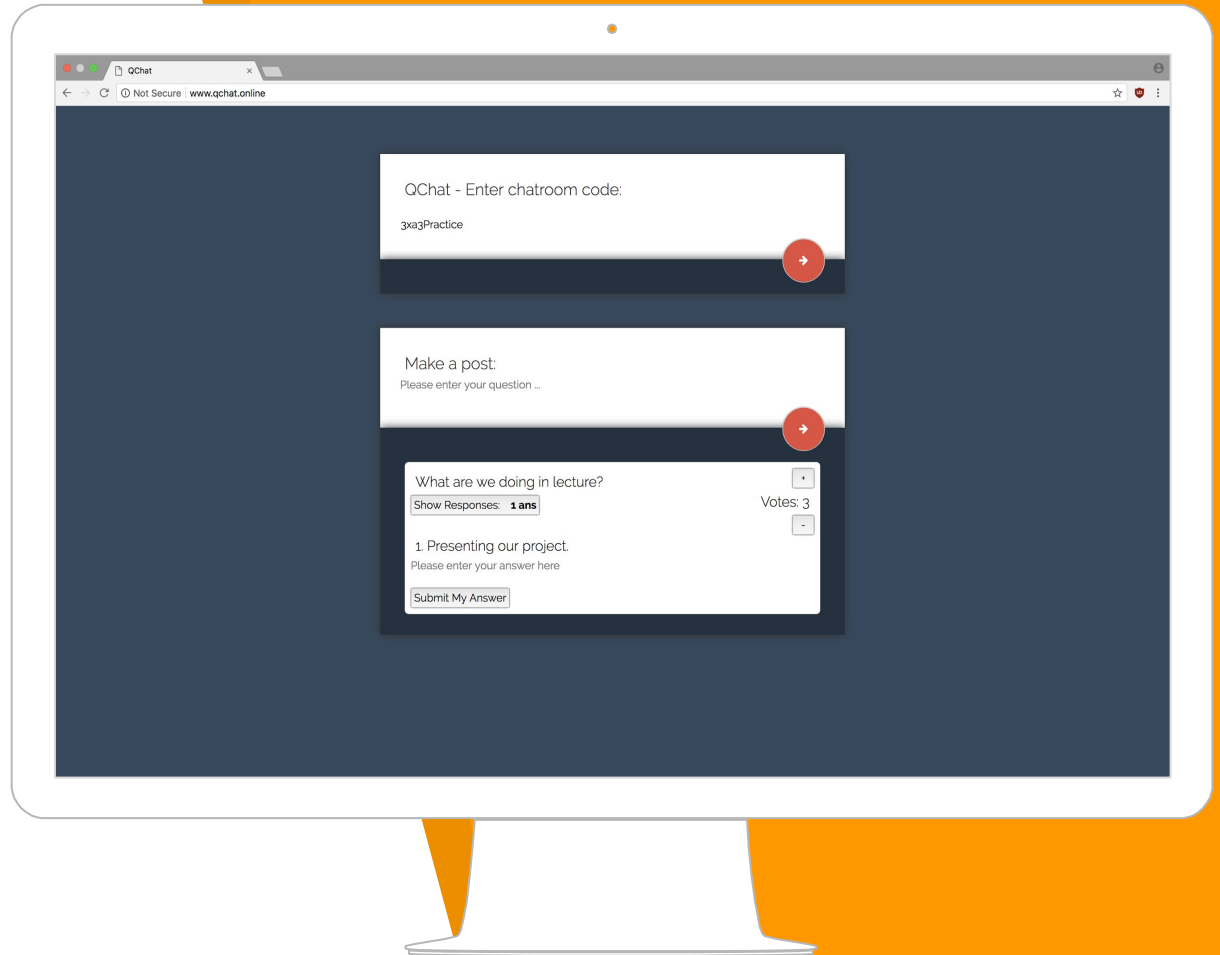 QChat
Not Secure www.qchat.online
QChat - Enter chatroom code:
3xa3Practice
Make a post:
Please enter your question ...
What are we doing in lecture?
+
Show Responses: 1 ans
Votes: 3
-
1. Presenting our project.
Please enter your answer here
Submit My Answer